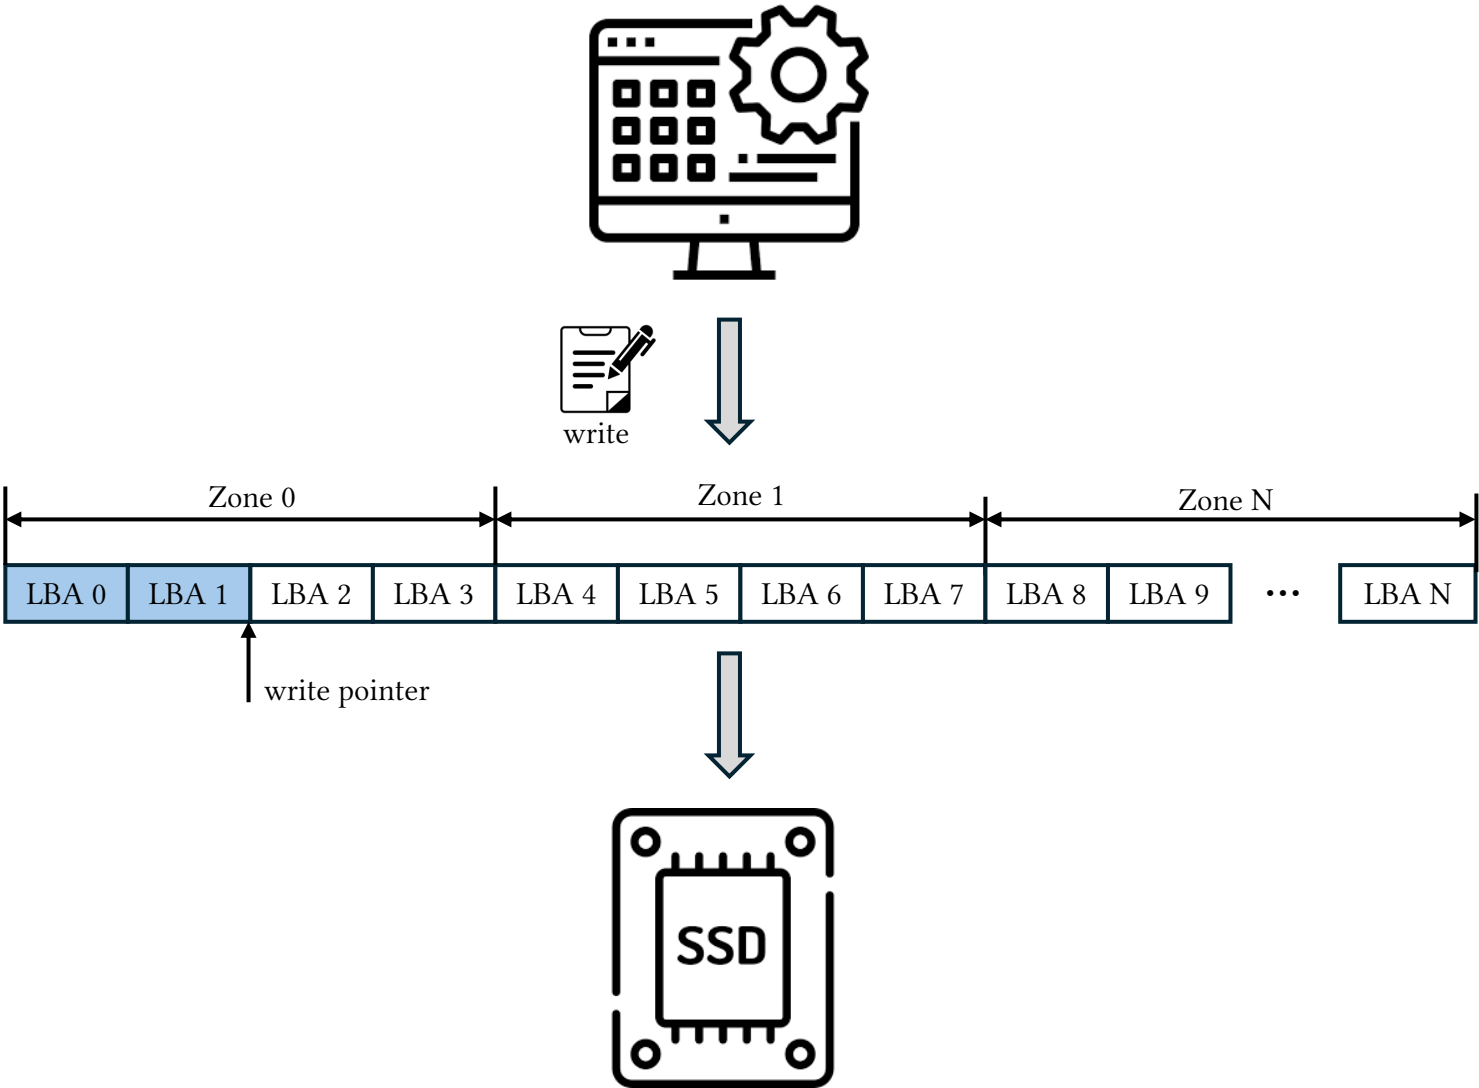 write
Zone 0
Zone 1
Zone N
LBA 0
LBA 1
LBA 2
LBA 3
LBA 4
LBA 5
LBA 6
LBA 7
LBA 8
LBA 9
...
LBA N
write pointer
SSD